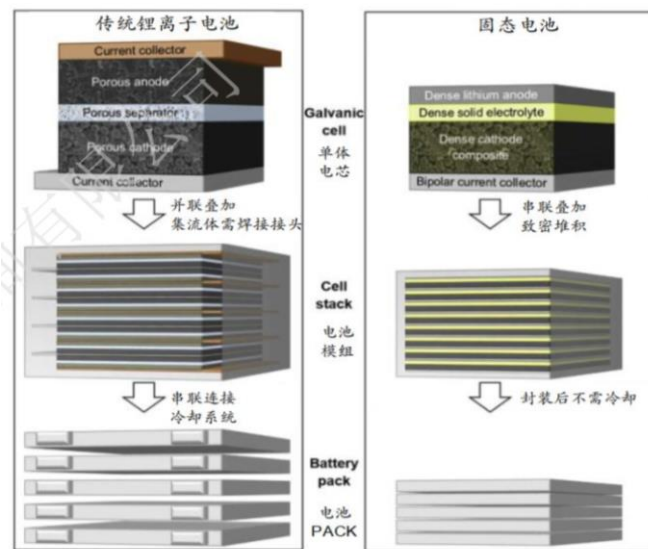 传统锂离子电池
Current collector
Porous anode
Porous separator
Porous cathode
Current collector
并联叠加
集流体需焊接接头
串联连接
冷却系统
Galvanic
cell
单体
电芯
Cell
stack
电池
模组
Battery
pack
电池
PACK
固态电池
Dense lithium anode
Dense solid electrolyte
Dense cathode
composite
Bipolar current collector
串联叠加
致密堆积
封装后不需冷却
有限公司